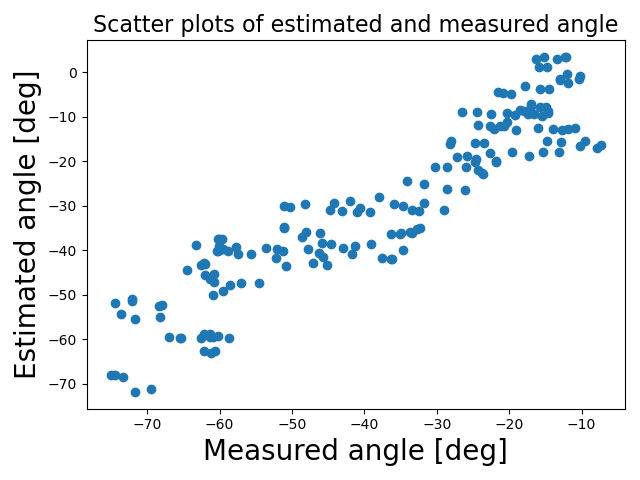 Scatter plots of estimated and measured angle
Estimated angle [deg]
0
−10
−20
−30
−40
−50
−60
−70
−70 −60 −50 −40 −30 −20 −10
Measured angle [deg]